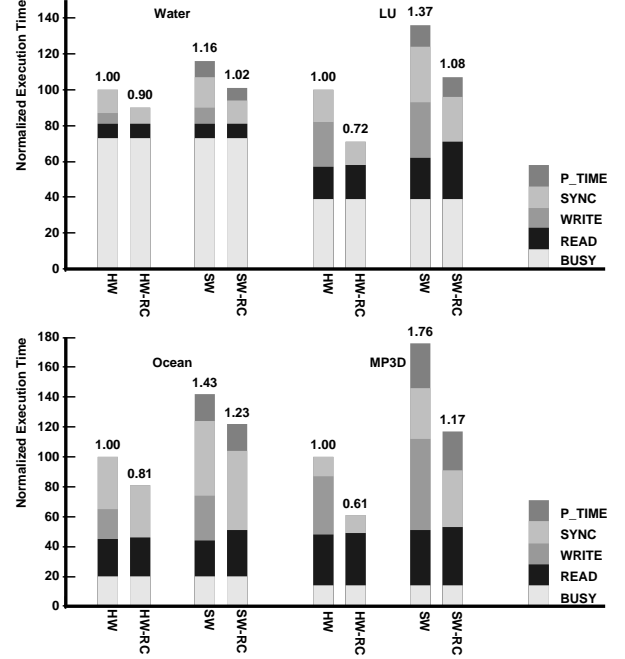 Normalized Execution Time
140
120
100
80
60
40
20
0
Water
LU
1.00
0.90
1.16
1.02
1.00
0.72
1.37
1.08
HW
HW-RC
SW
SW-RC
HW
HW-RC
SW
SW-RC
P_TIME
SYNC
WRITE
READ
BUSY
Normalized Execution Time
180
160
140
120
100
80
60
40
20
0
Ocean
MP3D
1.00
0.81
1.43
1.23
1.00
0.61
1.76
1.17
HW
HW-RC
SW
SW-RC
HW
HW-RC
SW
SW-RC
P_TIME
SYNC
WRITE
READ
BUSY